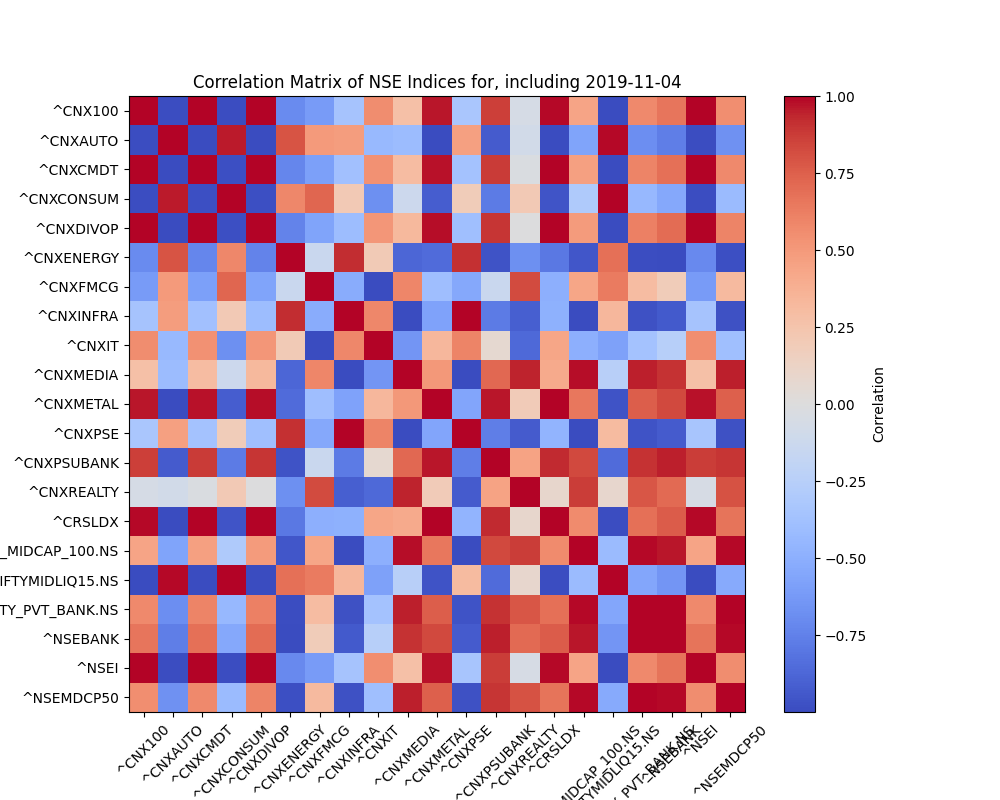 Correlation Matrix of NSE Indices for, including 2019-11-04
^CNX100
^CNXAUTO
^CNXCMDT
^CNXCONSUM
^CNXDIVOP
^CNXENERGY
^CNXFMCG
^CNXINFRA
^CNXIT
^CNXMEDIA
^CNXMETAL
^CNXPSE
^CNXPSUBANK
^CNXREALTY
^CRSLDX
_MIDCAP_100.NS
IFTYMIDLIQ15.NS
TY_PVT_BANK.NS
^NSEBANK
^NSEI
^NSEMDCP50
^CNX100
^CNXAUTO
^CNXCMDT
^CNXCONSUM
^CNXDIVOP
^CNXENERGY
^CNXFMCG
^CNXINFRA
^CNXIT
^CNXMEDIA
^CNXMETAL
^CNXPSE
^CNXPSUBANK
^CNXREALTY
^CRSLDX
MIDCAP_100.NS
TYMIDLIQ15.NS
PVT_BANK.NS
^NSEBANK
^NSEI
^NSEMDCP50
1.00
0.75
0.50
0.25
0.00
−0.25
−0.50
−0.75
Correlation